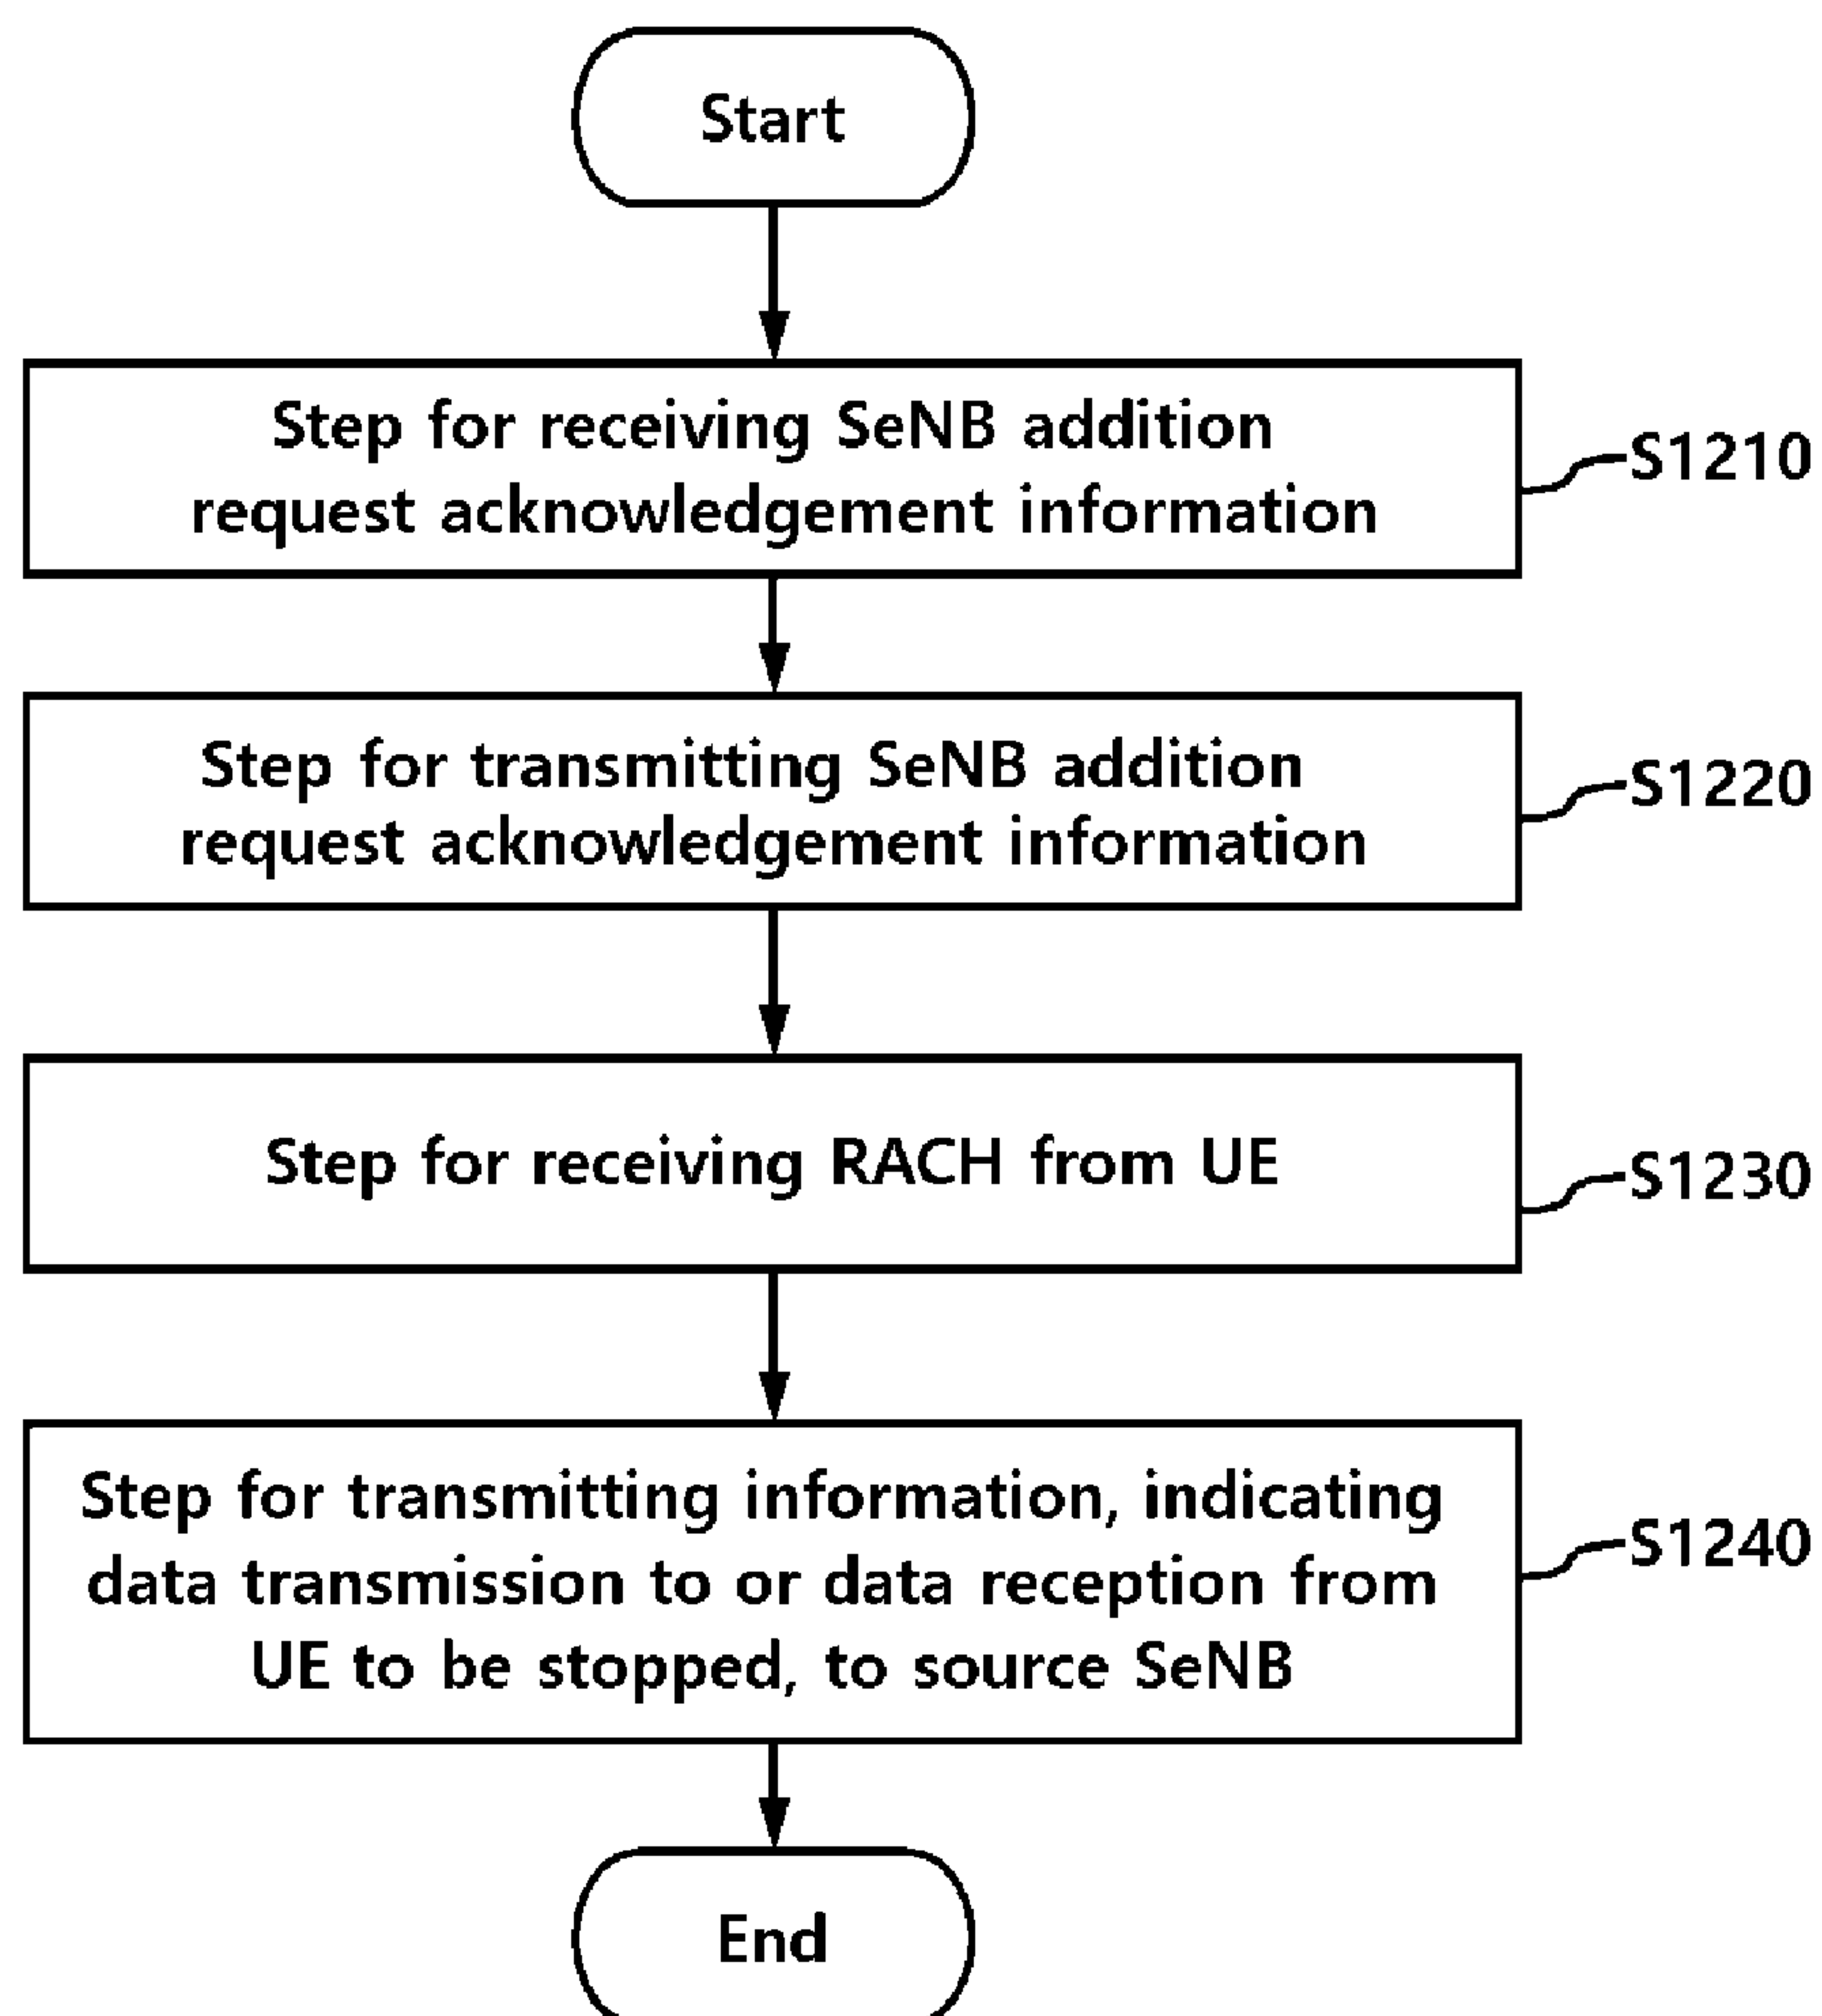 Start
Step for receiving SeNB addition
request acknowledgement information
S1210
Step for transmitting SeNB addition
request acknowledgement information
S1220
Step for receiving RACH from UE
S1230
Step for transmitting information, indicating
data transmission to or data reception from
UE to be stopped, to source SeNB
S1240
End